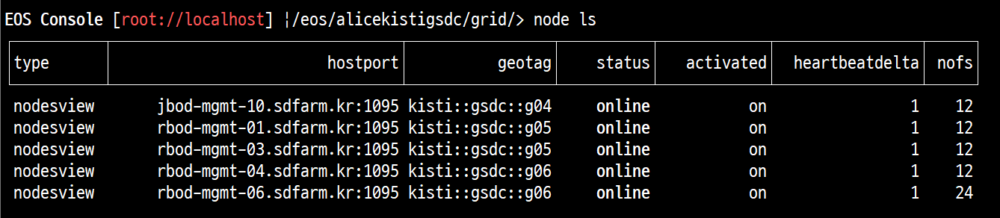 EOS Console [root://localhost] |/eos/alicekistigsdc/grid/> node ls
type hostport geotag status activated heartbeatdelta nofs
nodesview jbod-mgmt-10.sdfarm.kr:1095 kisti::gsdc::g04 online on 1 12
nodesview rbod-mgmt-01.sdfarm.kr:1095 kisti::gsdc::g05 online on 1 12
nodesview rbod-mgmt-03.sdfarm.kr:1095 kisti::gsdc::g05 online on 1 12
nodesview rbod-mgmt-04.sdfarm.kr:1095 kisti::gsdc::g06 online on 1 12
nodesview rbod-mgmt-06.sdfarm.kr:1095 kisti::gsdc::g06 online on 1 24